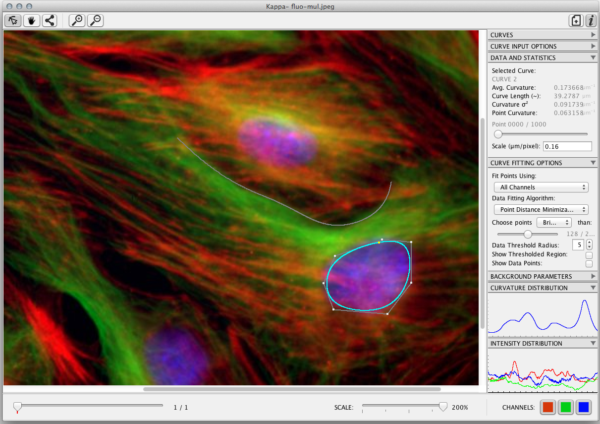 Kappa- fluo-mul.jpeg
CURVES
CURVE INPUT OPTIONS
DATA AND STATISTICS
Selected Curve:
CURVE 2
Avg. Curvature: 0.173668
Curve Length (~): 39.2787 µm
Curvature σ² 0.091739
Point Curvature: 0.063158
Point 0000 / 1000
Scale (µm/pixel): 0.16
CURVE FITTING OPTIONS
Fit Points Using:
All Channels
Data Fitting Algorithm:
Point Distance Minimiza...
Choose points Bri... than:
128 / 2...
Data Threshold Radius: 5
Show Thresholded Region:
Show Data Points:
BACKGROUND PARAMETERS
CURVATURE DISTRIBUTION
INTENSITY DISTRIBUTION
1 / 1 SCALE: 200% CHANNELS: